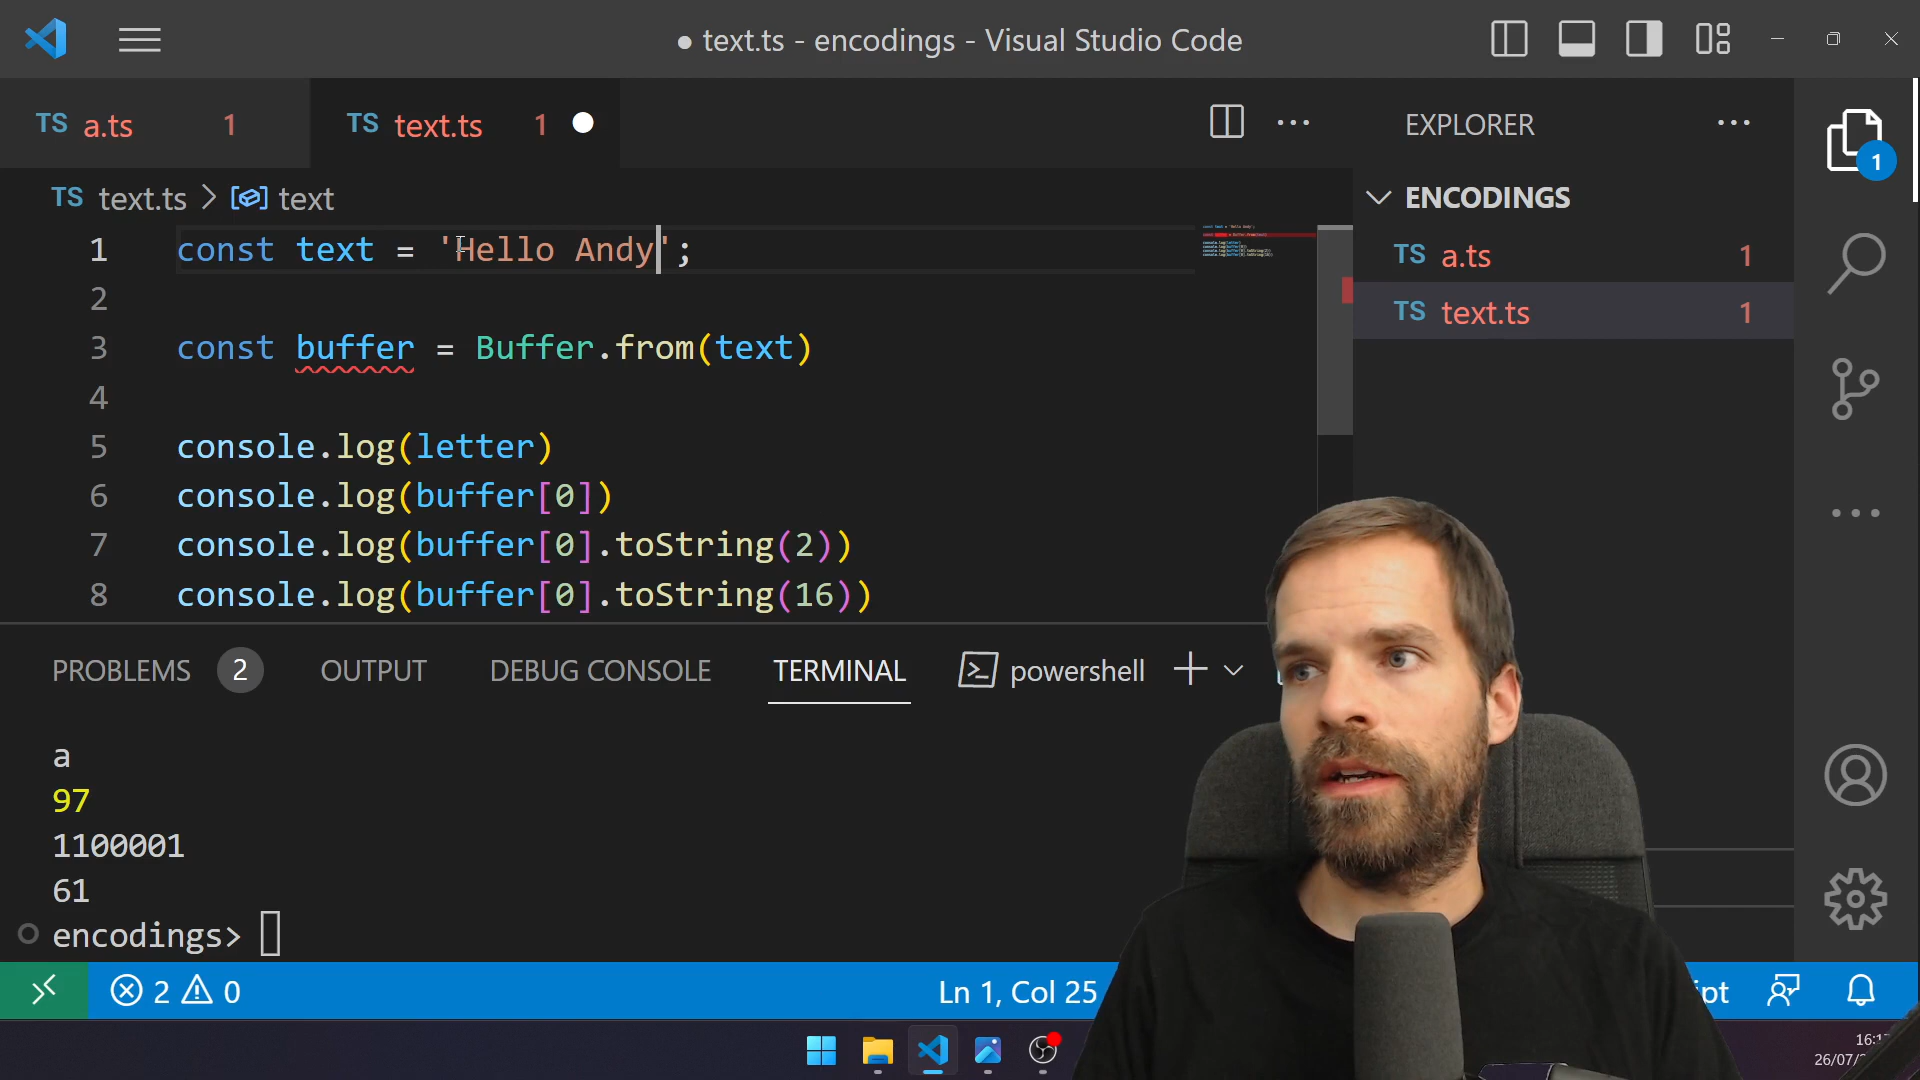 ● text.ts - encodings - Visual Studio Code
TS a.ts 1
TS text.ts 1
EXPLORER
1
TS text.ts > text
ENCODINGS
TS a.ts 1
TS text.ts 1
1 const text = 'Hello Andy';
2
3 const buffer = Buffer.from(text)
4
5 console.log(letter)
6 console.log(buffer[0])
7 console.log(buffer[0].toString(2))
8 console.log(buffer[0].toString(16))
PROBLEMS 2 OUTPUT DEBUG CONSOLE TERMINAL powershell
a
97
1100001
61
encodings>
2 0 Ln 1, Col 25 ipt